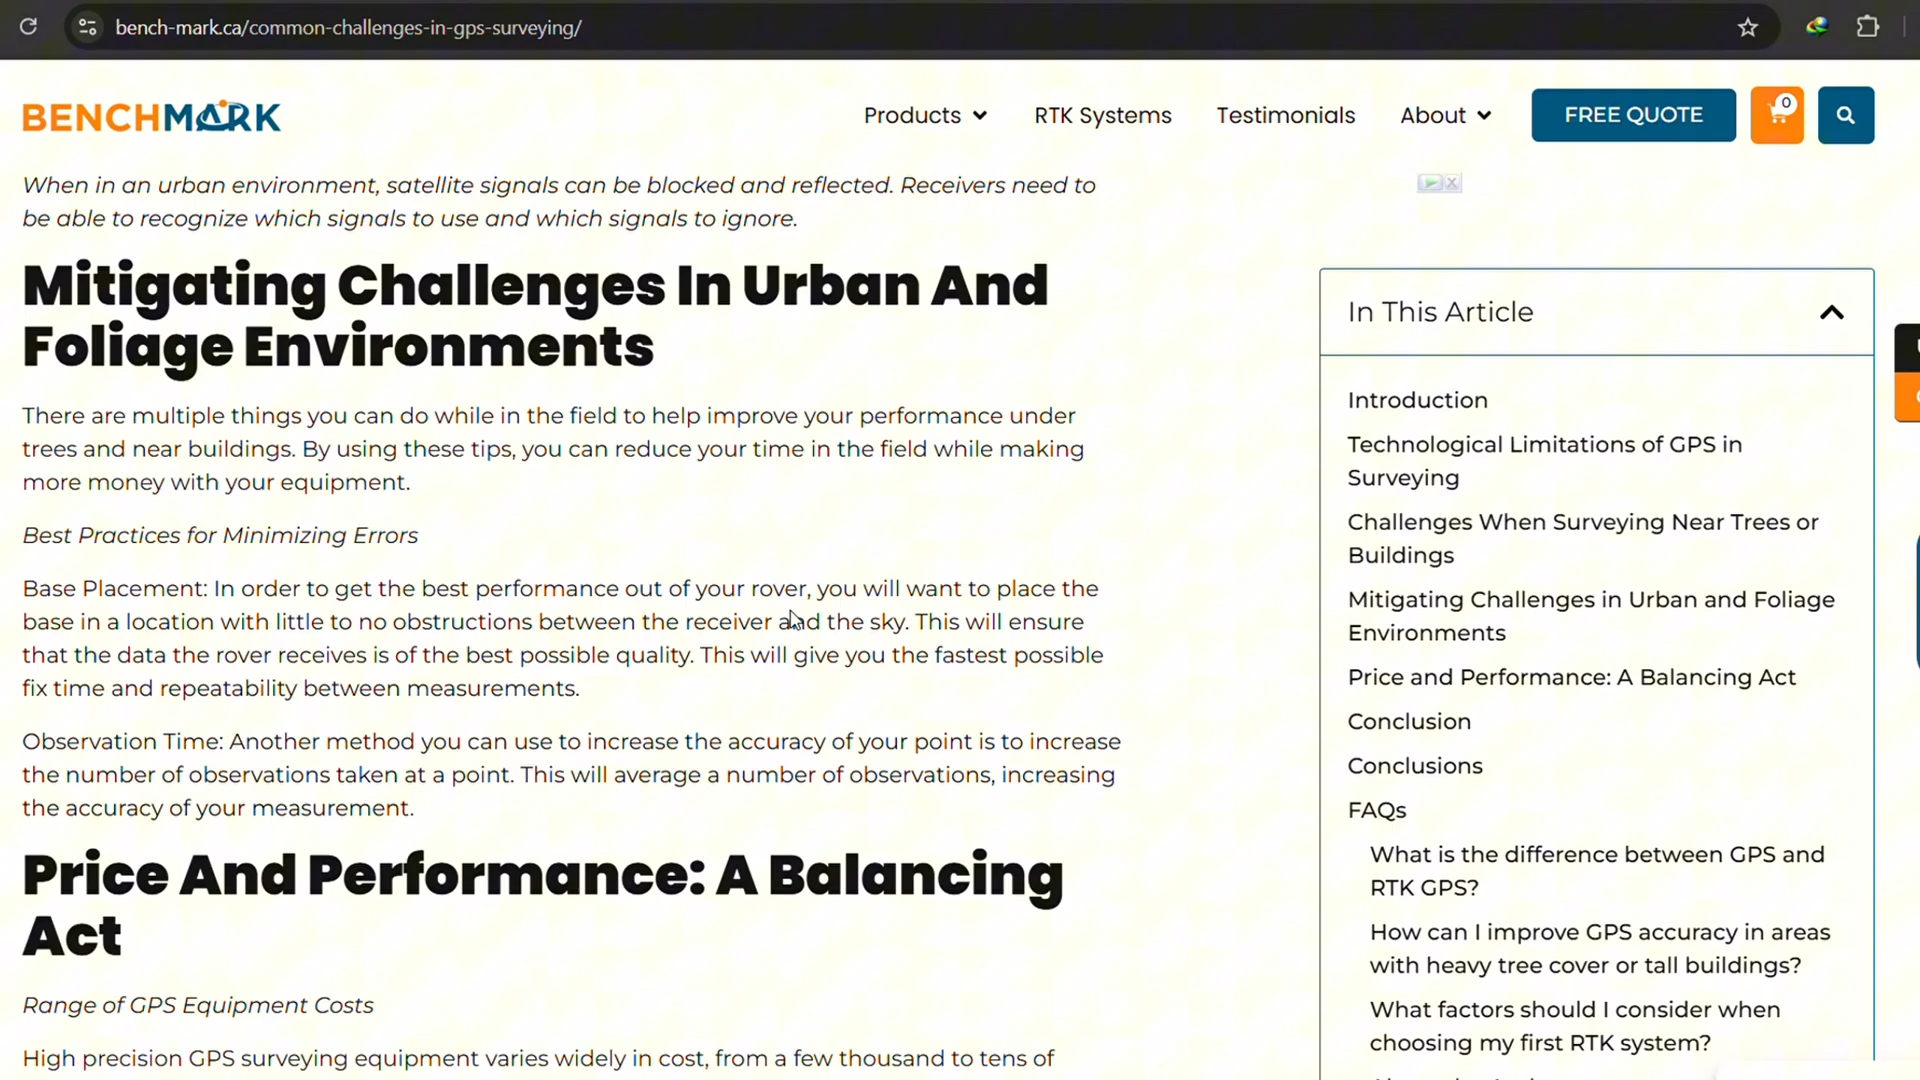 bench-mark.ca/common-challenges-in-gps-surveying/
BENCHMARK
Products
RTK Systems
Testimonials
About
FREE QUOTE
0
When in an urban environment, satellite signals can be blocked and reflected. Receivers need to
be able to recognize which signals to use and which signals to ignore.
Mitigating Challenges In Urban And
Foliage Environments
There are multiple things you can do while in the field to help improve your performance under
trees and near buildings. By using these tips, you can reduce your time in the field while making
more money with your equipment.
Best Practices for Minimizing Errors
Base Placement: In order to get the best performance out of your rover, you will want to place the
base in a location with little to no obstructions between the receiver and the sky. This will ensure
that the data the rover receives is of the best possible quality. This will give you the fastest possible
fix time and repeatability between measurements.
Observation Time: Another method you can use to increase the accuracy of your point is to increase
the number of observations taken at a point. This will average a number of observations, increasing
the accuracy of your measurement.
Price And Performance: A Balancing
Act
Range of GPS Equipment Costs
High precision GPS surveying equipment varies widely in cost, from a few thousand to tens of
In This Article
Introduction
Technological Limitations of GPS in
Surveying
Challenges When Surveying Near Trees or
Buildings
Mitigating Challenges in Urban and Foliage
Environments
Price and Performance: A Balancing Act
Conclusion
Conclusions
FAQs
What is the difference between GPS and
RTK GPS?
How can I improve GPS accuracy in areas
with heavy tree cover or tall buildings?
What factors should I consider when
choosing my first RTK system?